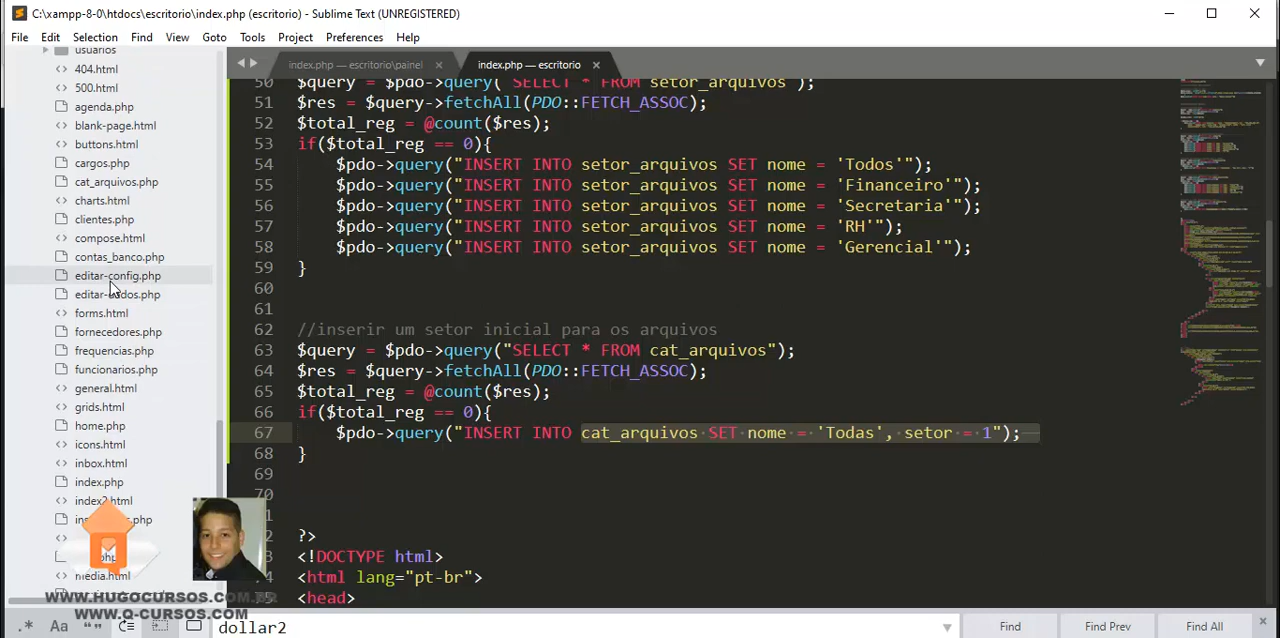 C:\xampp-8-0\htdocs\escritorio\index.php (escritorio) - Sublime Text (UNREGISTERED)
File Edit Selection Find View Goto Tools Project Preferences Help
usuarios
404.html
500.html
agenda.php
blank-page.html
buttons.html
cargos.php
cat_arquivos.php
charts.html
clientes.php
compose.html
contas_banco.php
editar-config.php
forms.html
fornecedores.php
frequencias.php
funcionarios.php
general.html
grids.html
home.php
icons.html
inbox.html
index.php
index2.html
media.html
index.php — escritorio\painel × index.php — escritorio ×
50 $query = $pdo->query("SELECT * FROM setor_arquivos");
51 $res = $query->fetchAll(PDO::FETCH_ASSOC);
52 $total_reg = @count($res);
53 if($total_reg == 0){
54 $pdo->query("INSERT INTO setor_arquivos SET nome = 'Todos'");
55 $pdo->query("INSERT INTO setor_arquivos SET nome = 'Financeiro'");
56 $pdo->query("INSERT INTO setor_arquivos SET nome = 'Secretaria'");
57 $pdo->query("INSERT INTO setor_arquivos SET nome = 'RH'");
58 $pdo->query("INSERT INTO setor_arquivos SET nome = 'Gerencial'");
59 }
60
61
62 //inserir um setor inicial para os arquivos
63 $query = $pdo->query("SELECT * FROM cat_arquivos");
64 $res = $query->fetchAll(PDO::FETCH_ASSOC);
65 $total_reg = @count($res);
66 if($total_reg == 0){
67 $pdo->query("INSERT INTO cat_arquivos SET nome = 'Todas', setor = 1");
68 }
69
?>
<!DOCTYPE html>
<html lang="pt-br">
<head>
WWW.HUGOCURSOS.COM.BR
WWW.Q-CURSOS.COM
.* Aa “” dollar2 Find Find Prev Find All ×